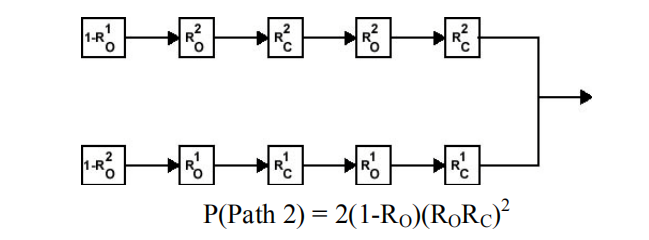 1-R¹O R²O R²C R²O R²C
1-R²O R¹O R¹C R¹O R¹C
P(Path 2) = 2(1-RO)(RORC)²